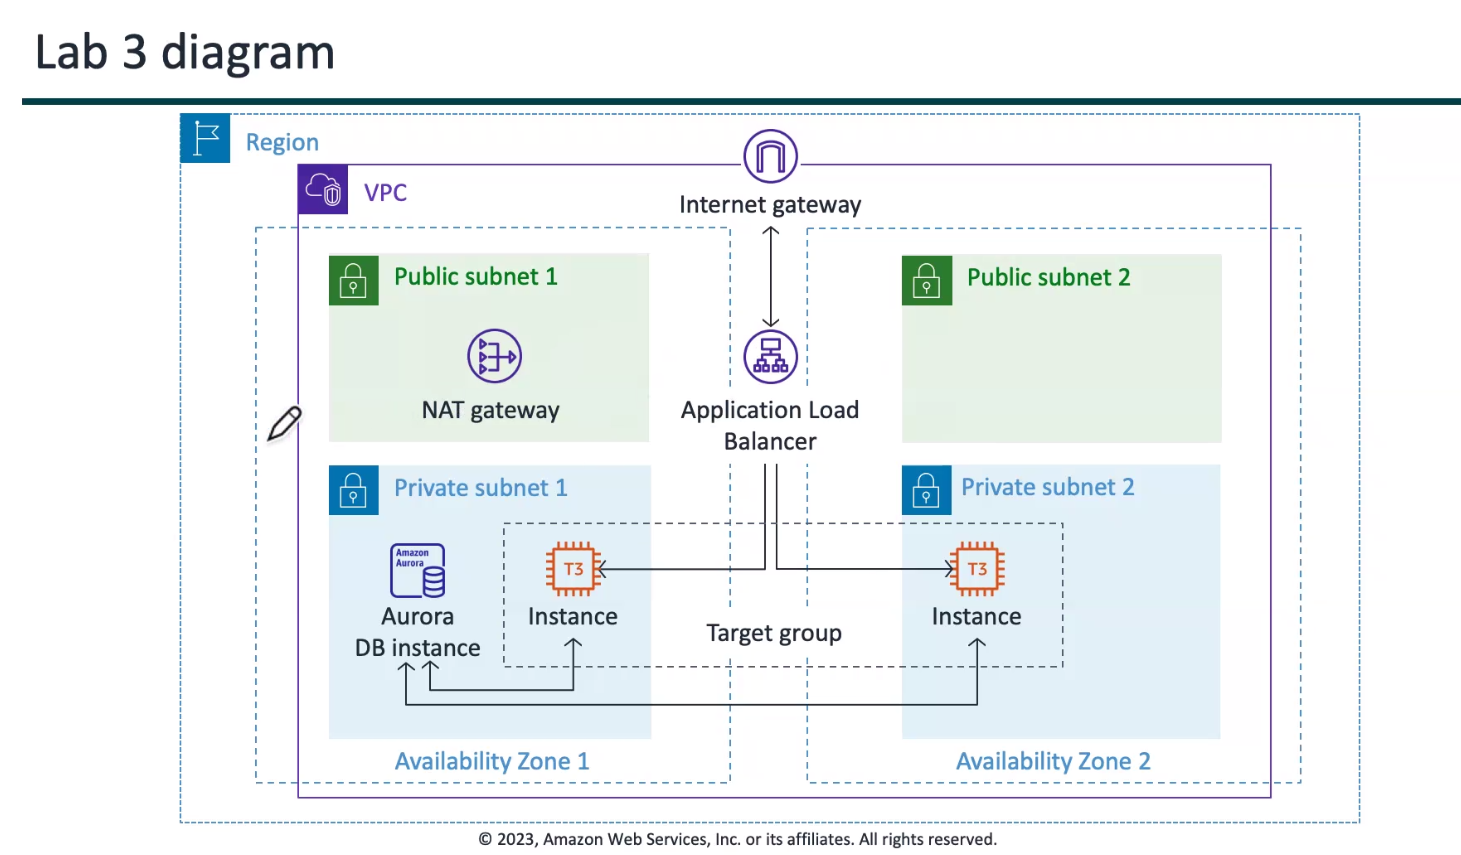 Lab 3 diagram
Region
VPC
Internet gateway
Public subnet 1
Public subnet 2
NAT gateway
Application Load
Balancer
Private subnet 1
Private subnet 2
Amazon
Aurora
T3
T3
Aurora
DB instance
Instance
Instance
Target group
Availability Zone 1
Availability Zone 2
© 2023, Amazon Web Services, Inc. or its affiliates. All rights reserved.